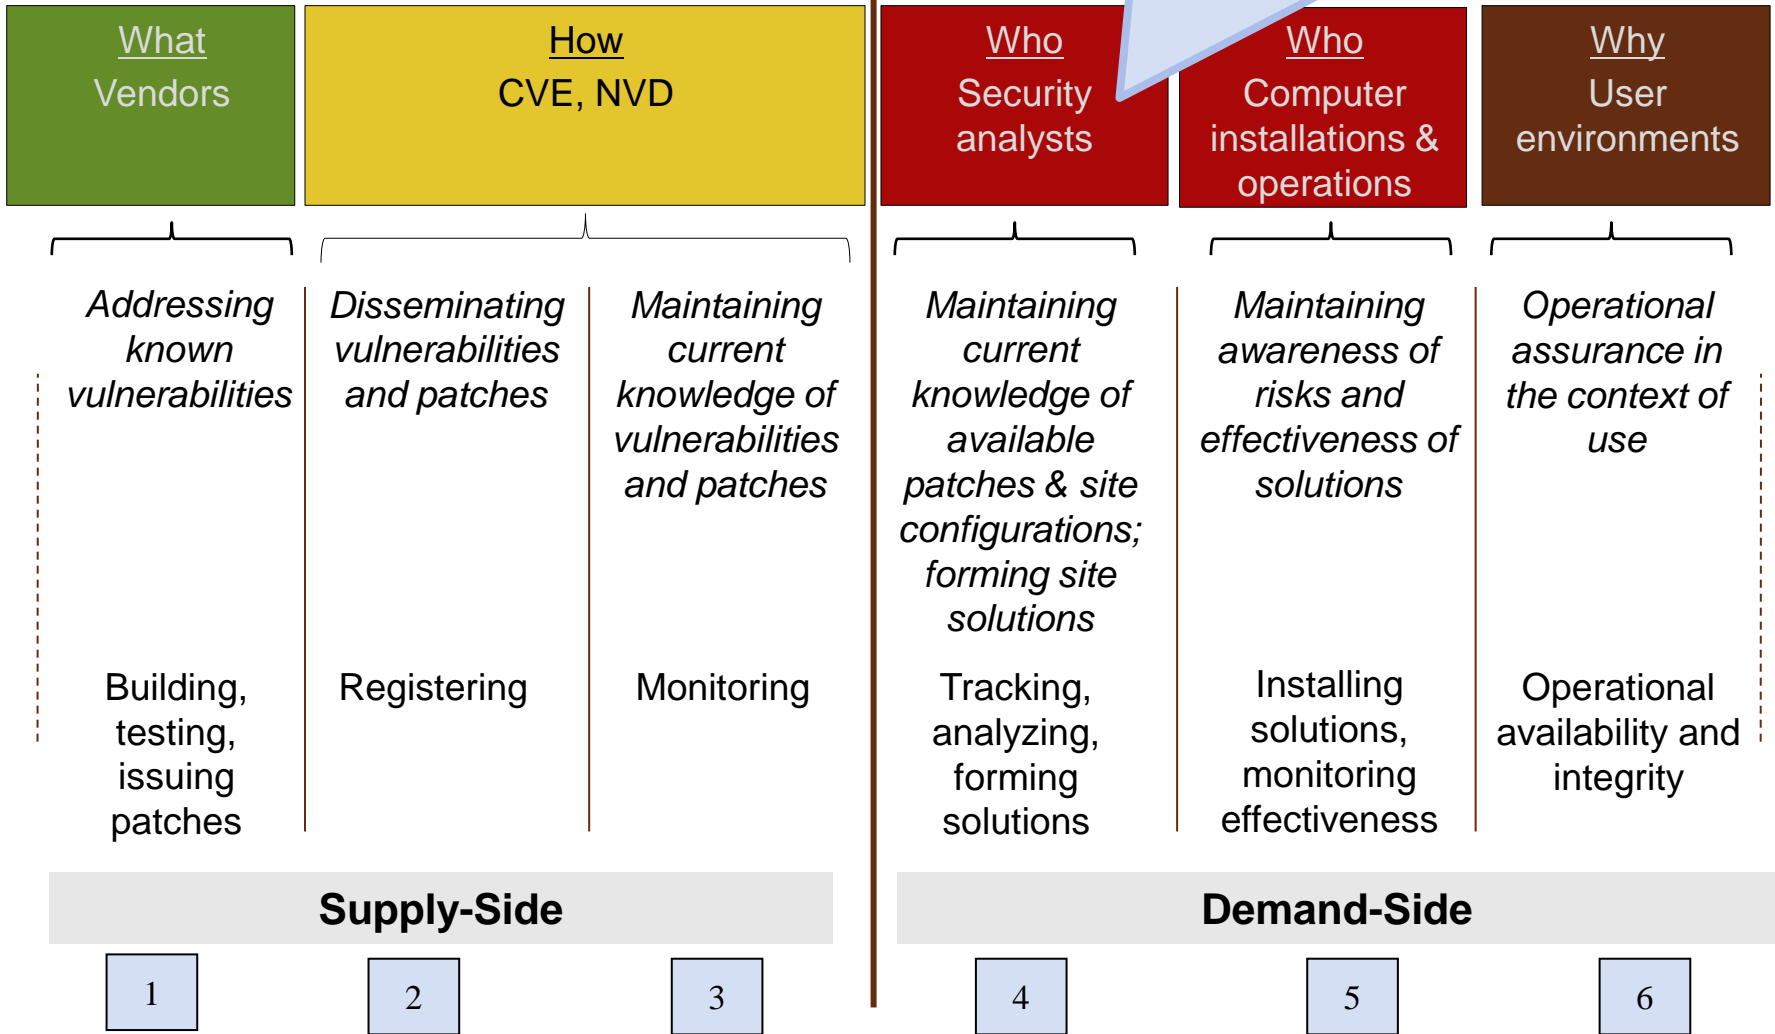 What
Vendors
How
CVE, NVD
Who
Security
analysts
Who
Computer
installations &
operations
Why
User
environments
Addressing
known
vulnerabilities
Disseminating
vulnerabilities
and patches
Maintaining
current
knowledge of
vulnerabilities
and patches
Maintaining
current
knowledge of
available
patches & site
configurations;
forming site
solutions
Maintaining
awareness of
risks and
effectiveness of
solutions
Operational
assurance in
the context of
use
Building,
testing,
issuing
patches
Registering
Monitoring
Tracking,
analyzing,
forming
solutions
Installing
solutions,
monitoring
effectiveness
Operational
availability and
integrity
Supply-Side
Demand-Side
1
2
3
4
5
6